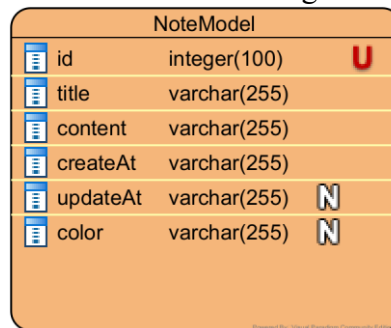 NoteModel
id integer(100) U
title varchar(255)
content varchar(255)
createAt varchar(255)
updateAt varchar(255) N
color varchar(255) N